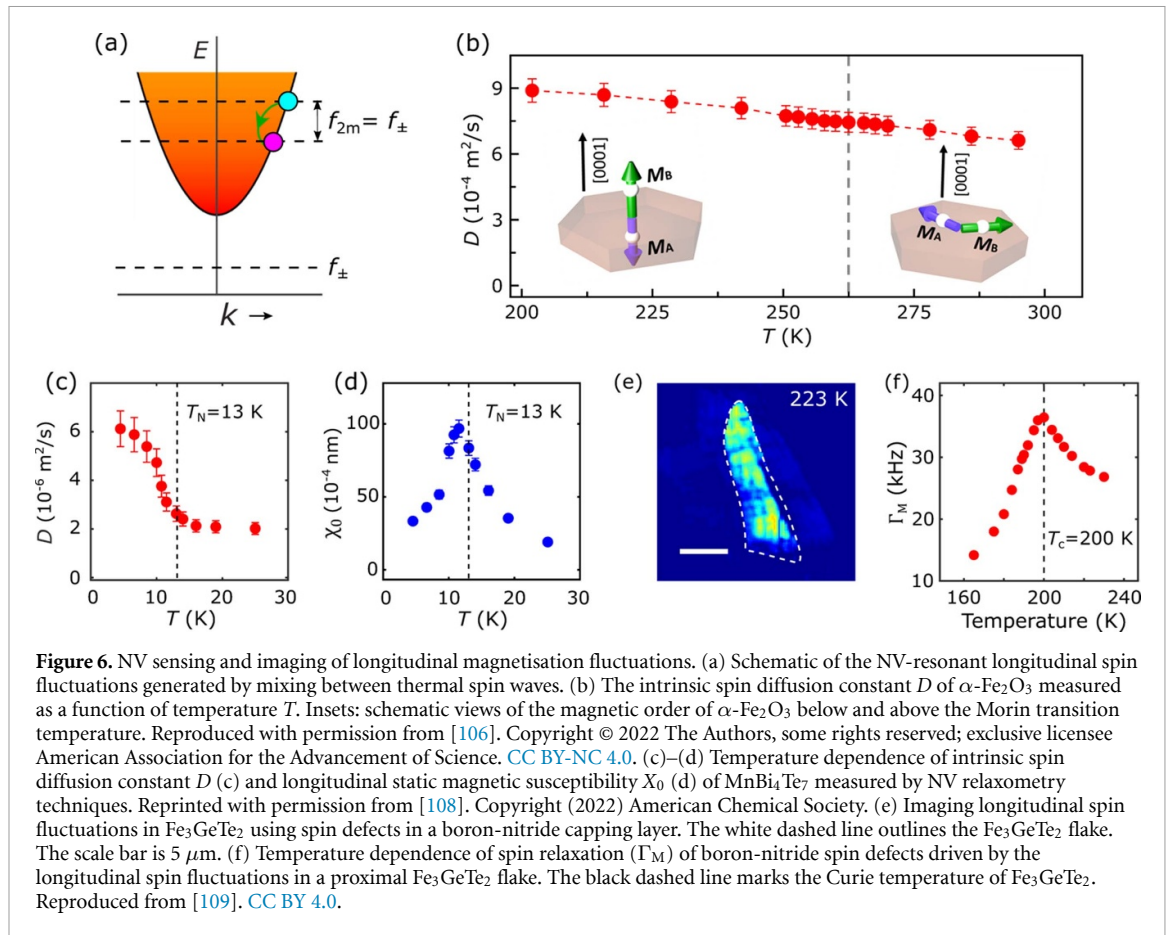 (a)
E
f2m = f±
f±
k →
(b)
D (10-4 m2/s)
9
6
3
0
[0001]
MB
MA
[0001]
MA
MB
200
225
250
275
300
T (K)
(c)
D (10-6 m2/s)
6
4
2
0
TN=13 K
0
10
20
30
T (K)
(d)
χ0 (10-4 nm)
100
50
0
TN=13 K
0
10
20
30
T (K)
(e)
223 K
(f)
ΓM (kHz)
40
30
20
10
Tc=200 K
160
200
240
Temperature (K)
Figure 6. NV sensing and imaging of longitudinal magnetisation fluctuations. (a) Schematic of the NV-resonant longitudinal spin
fluctuations generated by mixing between thermal spin waves. (b) The intrinsic spin diffusion constant D of α-Fe2O3 measured
as a function of temperature T. Insets: schematic views of the magnetic order of α-Fe2O3 below and above the Morin transition
temperature. Reproduced with permission from [106]. Copyright © 2022 The Authors, some rights reserved; exclusive licensee
American Association for the Advancement of Science. CC BY-NC 4.0. (c)–(d) Temperature dependence of intrinsic spin
diffusion constant D (c) and longitudinal static magnetic susceptibility X0 (d) of MnBi4Te7 measured by NV relaxometry
techniques. Reprinted with permission from [108]. Copyright (2022) American Chemical Society. (e) Imaging longitudinal spin
fluctuations in Fe3GeTe2 using spin defects in a boron-nitride capping layer. The white dashed line outlines the Fe3GeTe2 flake.
The scale bar is 5 μm. (f) Temperature dependence of spin relaxation (ΓM) of boron-nitride spin defects driven by the
longitudinal spin fluctuations in a proximal Fe3GeTe2 flake. The black dashed line marks the Curie temperature of Fe3GeTe2.
Reproduced from [109]. CC BY 4.0.